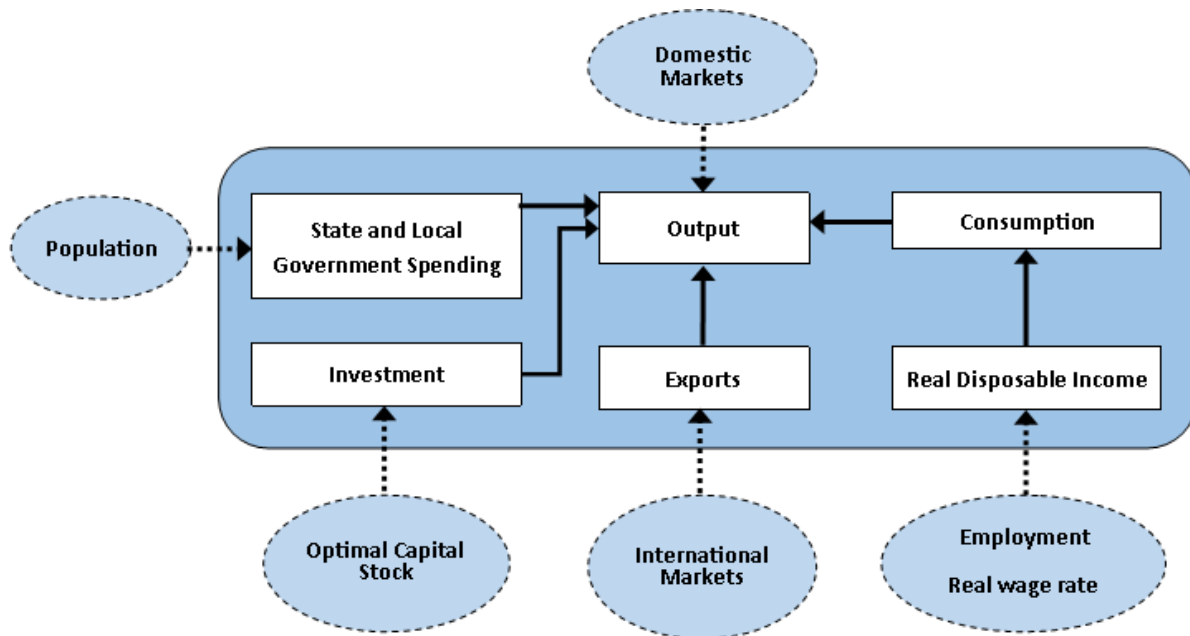 Domestic
Markets
Population
State and Local
Government Spending
Output
Consumption
Investment
Exports
Real Disposable Income
Optimal Capital
Stock
International
Markets
Employment
Real wage rate